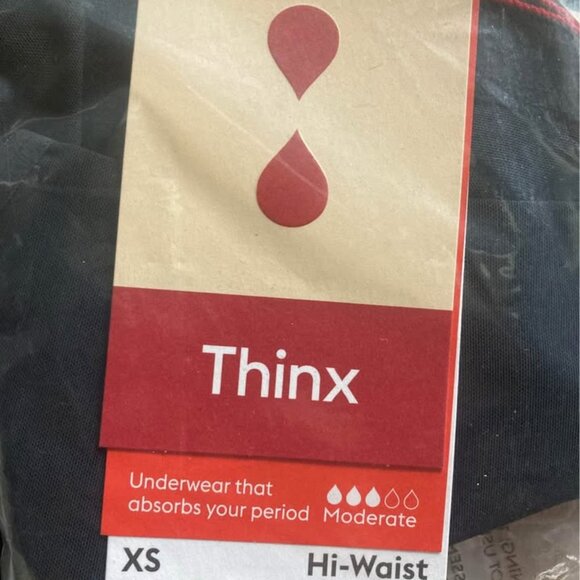 Thinx
Underwear that
absorbs your period
Moderate
XS
Hi-Waist